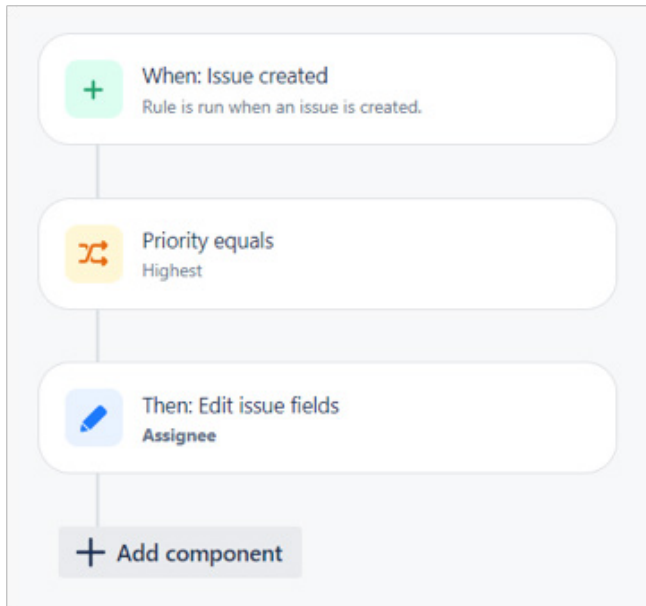 When: Issue created
Rule is run when an issue is created.
Priority equals
Highest
Then: Edit issue fields
Assignee
Add component